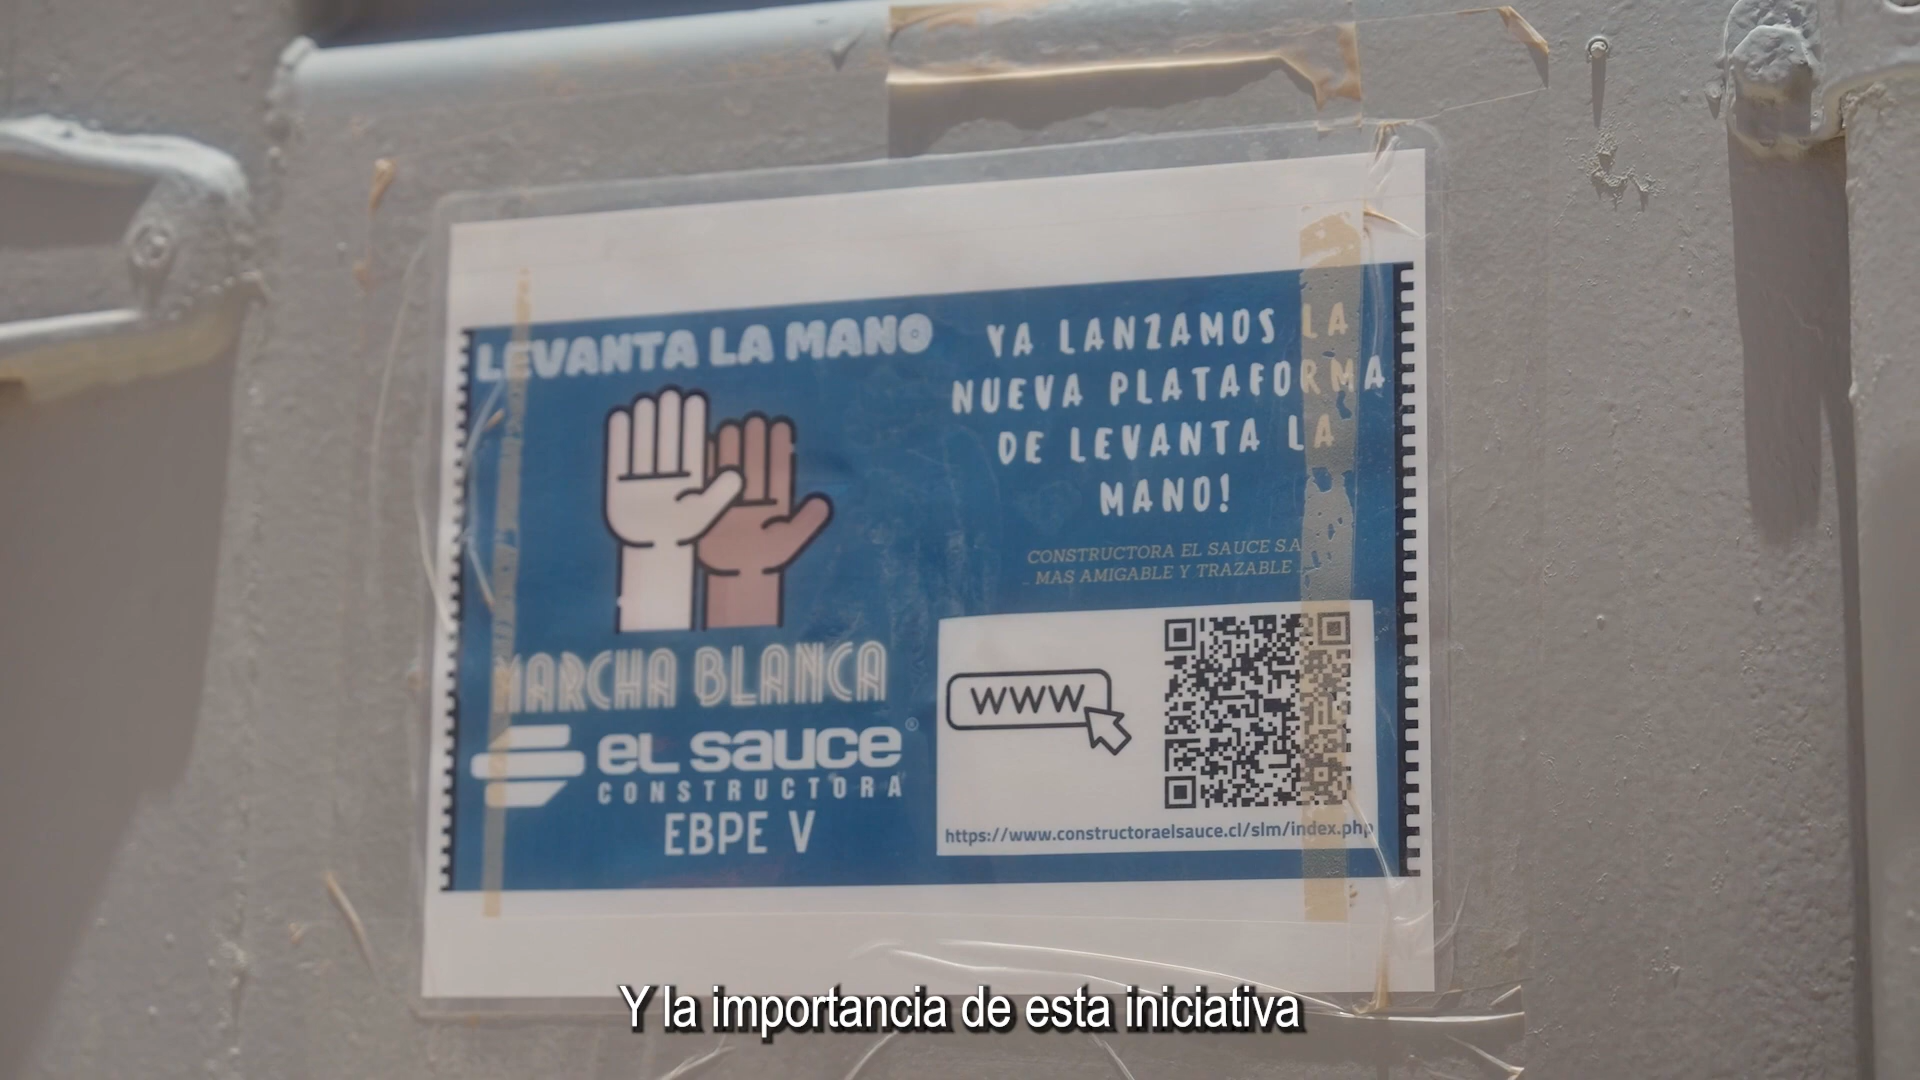 LEVANTA LA MANO
MARCHA BLANCA
eL sauce®
CONSTRUCTORA
EBPE V
YA LANZAMOS LA
NUEVA PLATAFORMA
DE LEVANTA LA
MANO!
CONSTRUCTORA EL SAUCE S.A
MAS AMIGABLE Y TRAZABLE
WWW
https://www.constructoraelsauce.cl/slm/index.php
Y la importancia de esta iniciativa